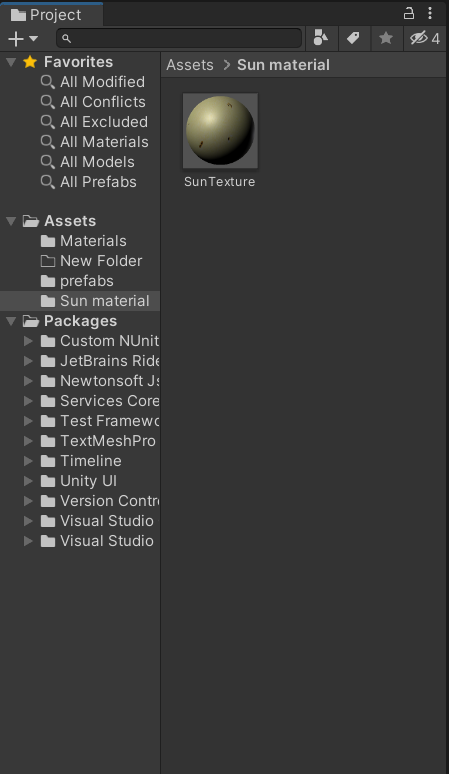 Project
4
Favorites
All Modified
All Conflicts
All Excluded
All Materials
All Models
All Prefabs
Assets
Materials
New Folder
prefabs
Sun material
Packages
Custom NUnit
JetBrains Ride
Newtonsoft Js
Services Core
Test Framewo
TextMeshPro
Timeline
Unity UI
Version Contro
Visual Studio
Visual Studio
Assets > Sun material
SunTexture